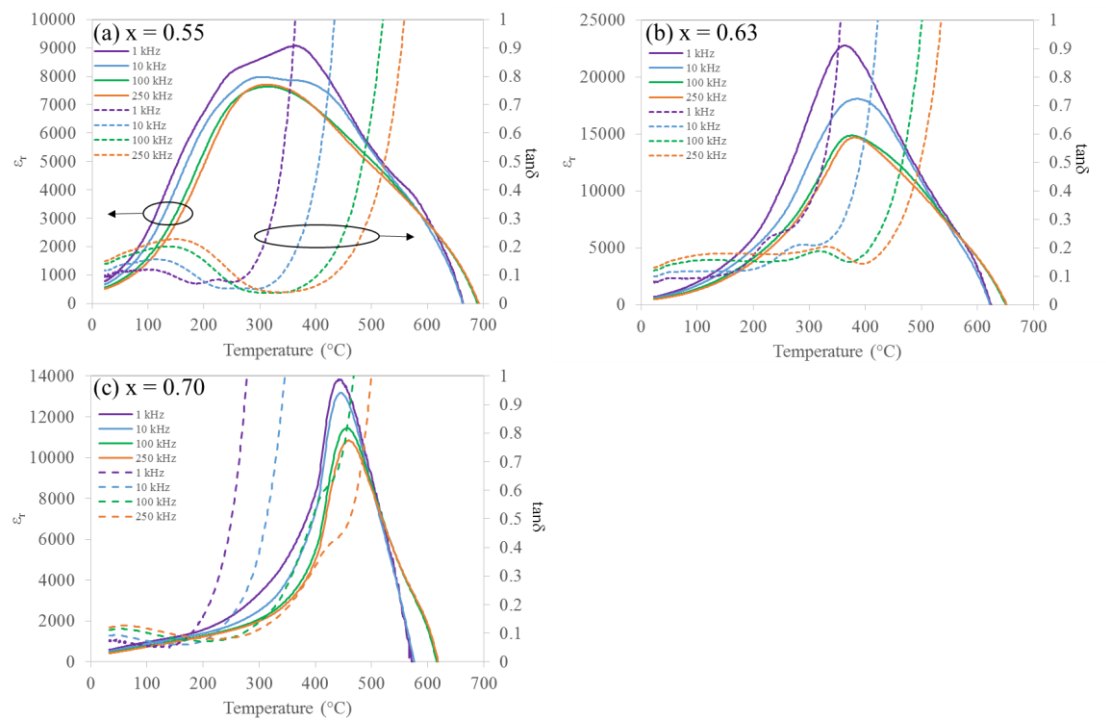 (a) x = 0.55
1 kHz
10 kHz
100 kHz
250 kHz
1 kHz
10 kHz
100 kHz
250 kHz
10000
9000
8000
7000
6000
5000
4000
3000
2000
1000
0
εr
1
0.9
0.8
0.7
0.6
0.5
0.4
0.3
0.2
0.1
0
tanδ
0 100 200 300 400 500 600 700
Temperature (°C)
(b) x = 0.63
1 kHz
10 kHz
100 kHz
250 kHz
1 kHz
10 kHz
100 kHz
250 kHz
25000
20000
15000
10000
5000
0
εr
1
0.9
0.8
0.7
0.6
0.5
0.4
0.3
0.2
0.1
0
tanδ
0 100 200 300 400 500 600 700
Temperature (°C)
(c) x = 0.70
1 kHz
10 kHz
100 kHz
250 kHz
1 kHz
10 kHz
100 kHz
250 kHz
14000
12000
10000
8000
6000
4000
2000
0
εr
1
0.9
0.8
0.7
0.6
0.5
0.4
0.3
0.2
0.1
0
tanδ
0 100 200 300 400 500 600 700
Temperature (°C)